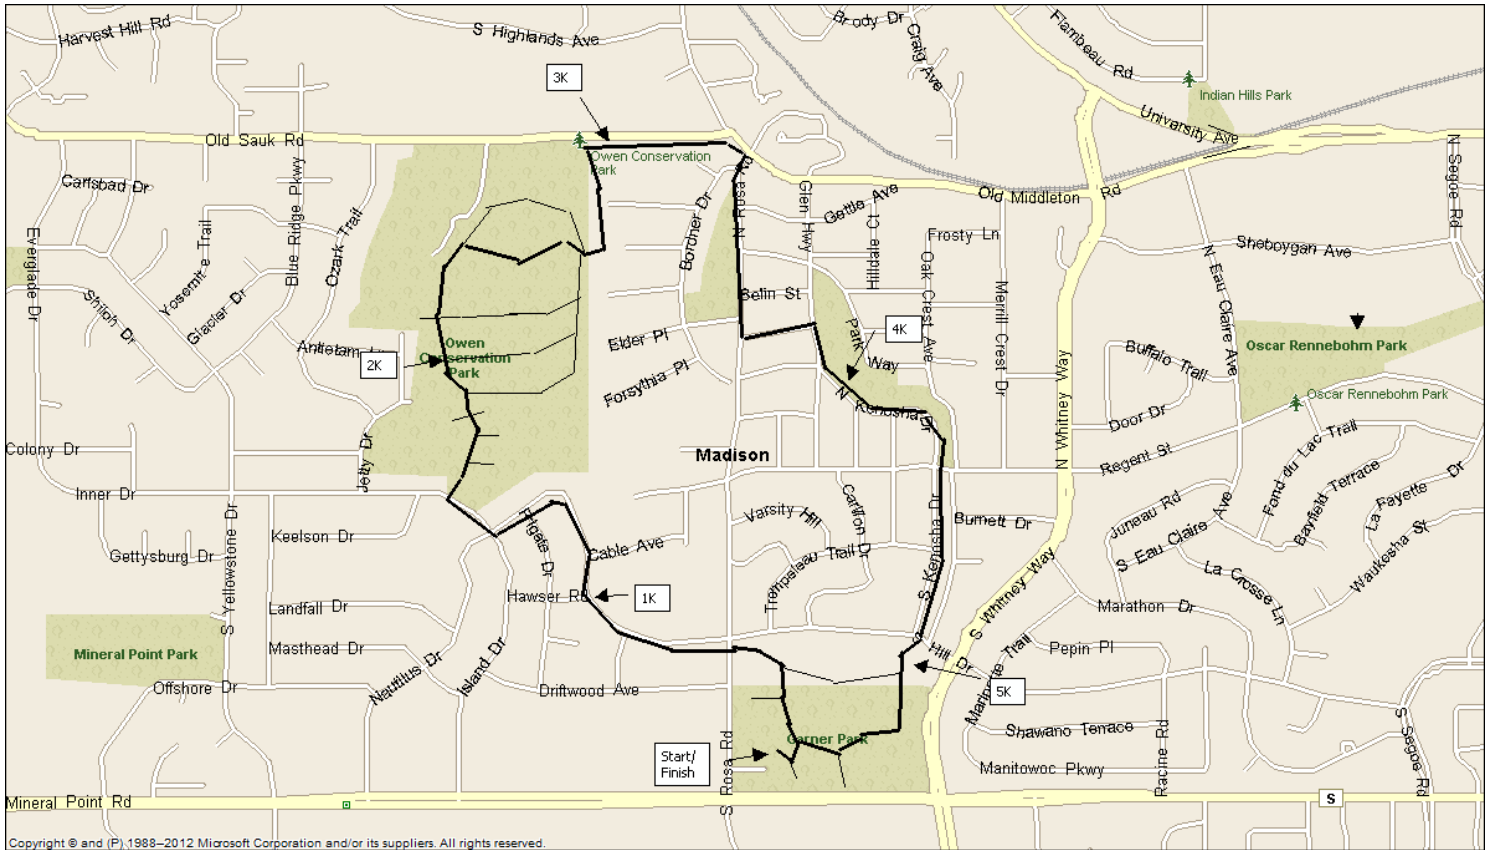 Harvest Hill Rd
S Highlands Ave
Brody Dr
Craig Ave
Flambeau Rd
3K
Indian Hills Park
University Ave
Old Sauk Rd
Owen Conservation
Park
N Segoe Rd
Carlsbad Dr
Blue Ridge Pkwy
Ozark Trail
Bordner Dr
N Rosa Rd
Glen Hwy
Gettle Ave
Old Middleton Rd
Everglade Dr
Yosemite Trail
Hilldale Ct
Frosty Ln
Sheboygan Ave
N Eau Claire Ave
Shiloh Dr
Glacier Dr
Belin St
Oak Crest Ave
Merrill Crest Dr
Antietam Ln
Elder Pl
Park Way
4K
Owen
Conservation
Park
2K
Forsythia Pl
N Whitney Way
Buffalo Trail
Oscar Rennebohm Park
Oscar Rennebohm Park
N Kenosha Dr
Door Dr
Colony Dr
Jetty Dr
Madison
Regent St
Fond du Lac Trail
Bayfield Terrace
La Fayette Dr
Inner Dr
Varsity Hill
Carillon Dr
S Kenosha Dr
Burnett Dr
Juneau Rd
S Eau Claire Ave
Waukesha St
Keelson Dr
Frigate Dr
Cable Ave
Trempeleau Trail
Gettysburg Dr
S Yellowstone Dr
Landfall Dr
Hawser Rd
1K
S Whitney Way
La Crosse Ln
Marathon Dr
Masthead Dr
Hill Dr
Pepin Pl
Mineral Point Park
Nautilus Dr
Island Dr
Marinette Trail
Offshore Dr
Driftwood Ave
5K
Shawano Terrace
S Segoe Rd
Garner Park
Start/
Finish
S Rosa Rd
Manitowoc Pkwy
Racine Rd
Mineral Point Rd
S
Copyright © and (P) 1988–2012 Microsoft Corporation and/or its suppliers. All rights reserved.